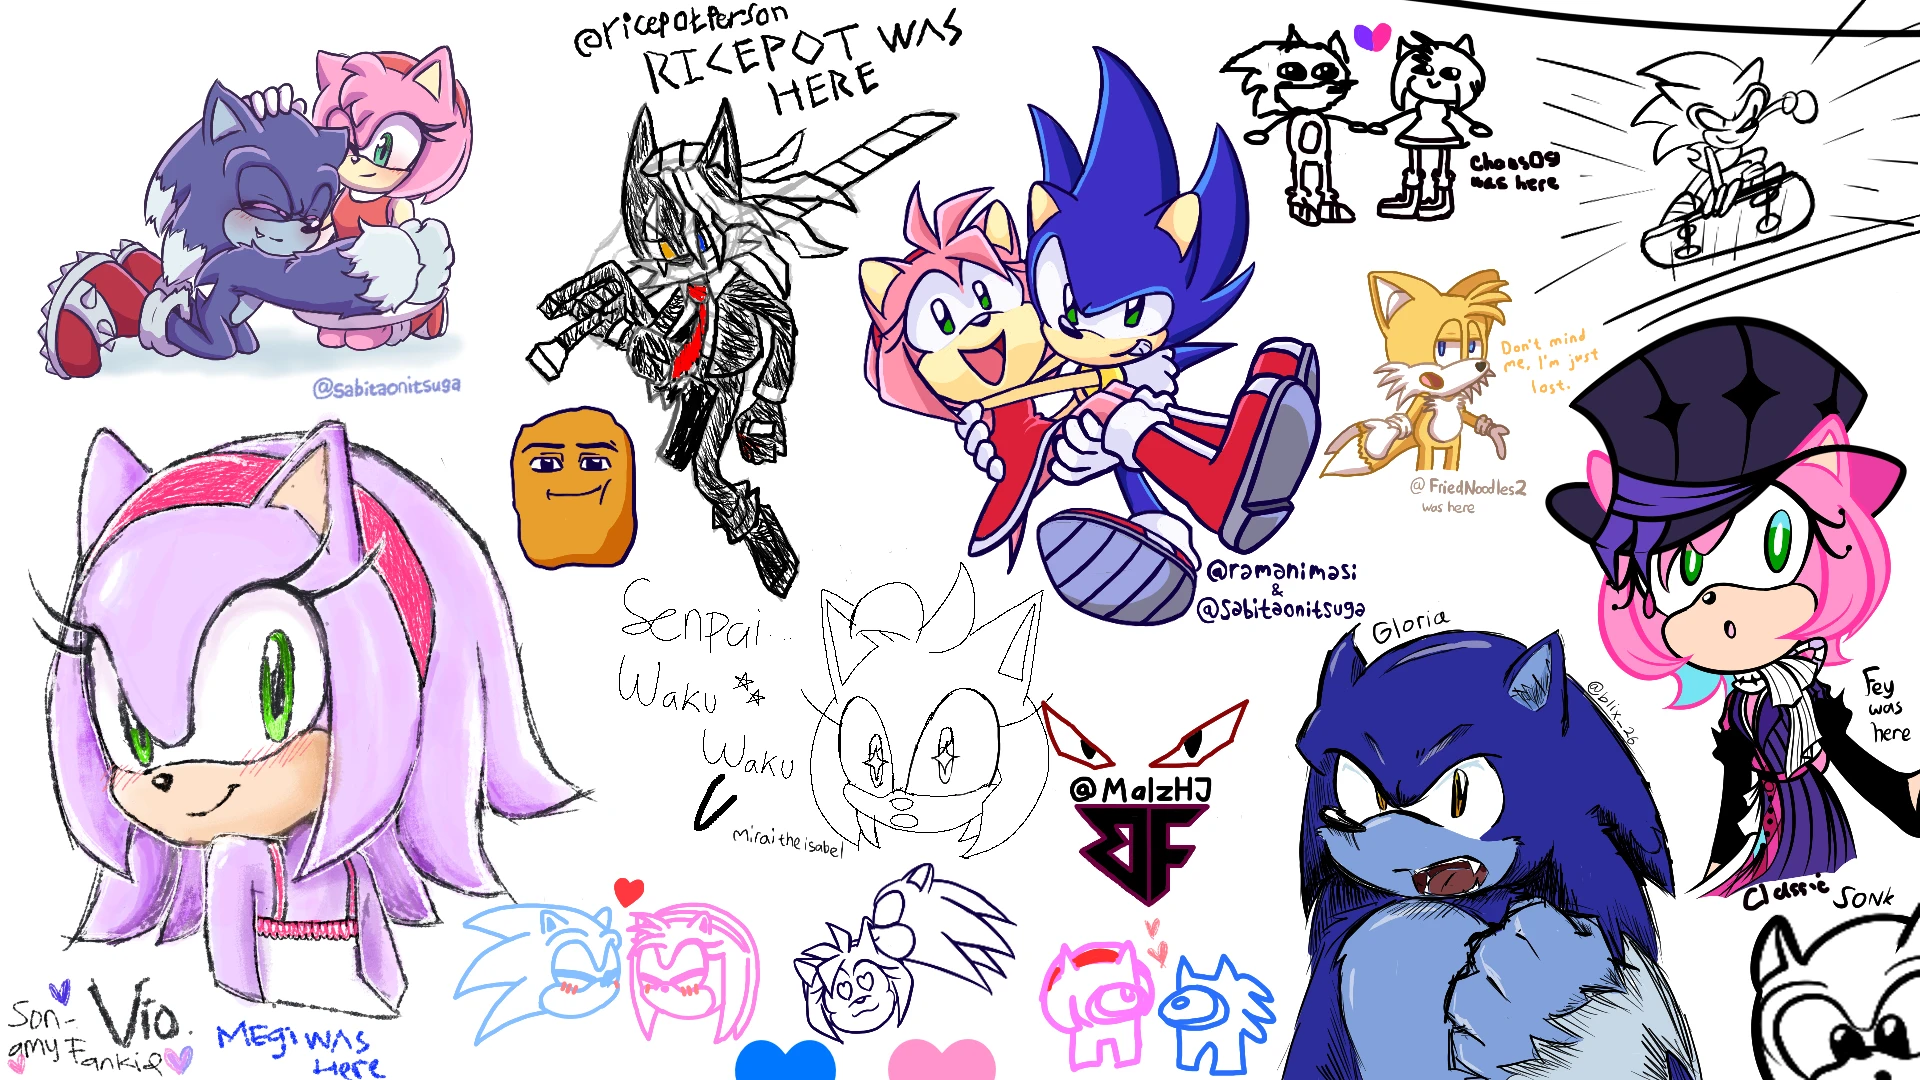 @ricepotperson
RICEPOT WAS
HERE
chaos09
was here
Don't mind
me, I'm just
lost.
@FriedNoodles2
was here
@sabitaonitsuga
@ramanimasi
&
@sabitaonitsuga
Senpai...
Waku
Waku
miraitheisabel
@MalzHJ
BF
Gloria
@blix_26
Fey
was
here
Classic SONK
Son-
amy
Fankid
Vio.
MEGi WAS
Here